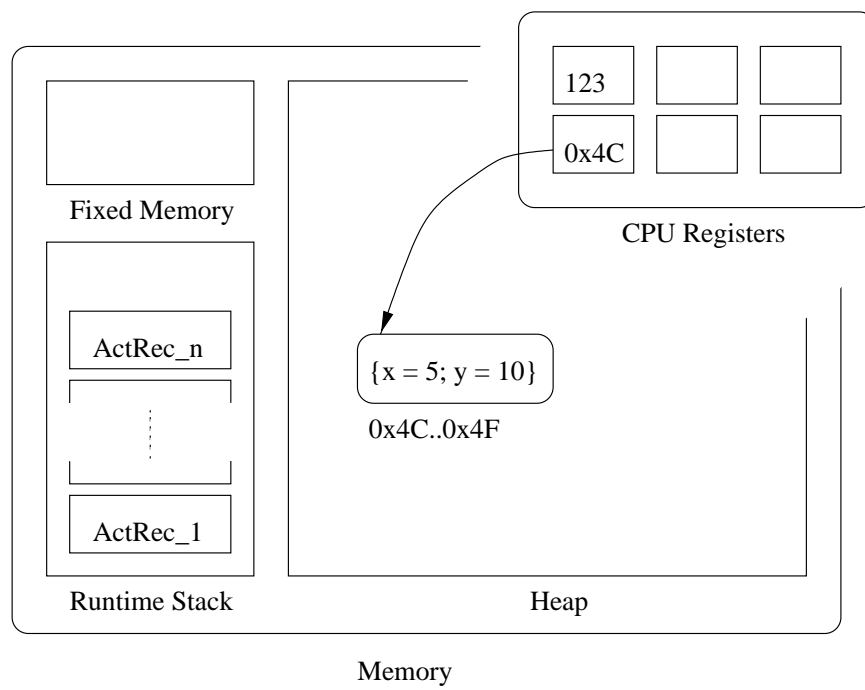 123
0x4C
Fixed Memory
CPU Registers
ActRec_n
{x = 5; y = 10}
0x4C..0x4F
ActRec_1
Runtime Stack
Heap
Memory